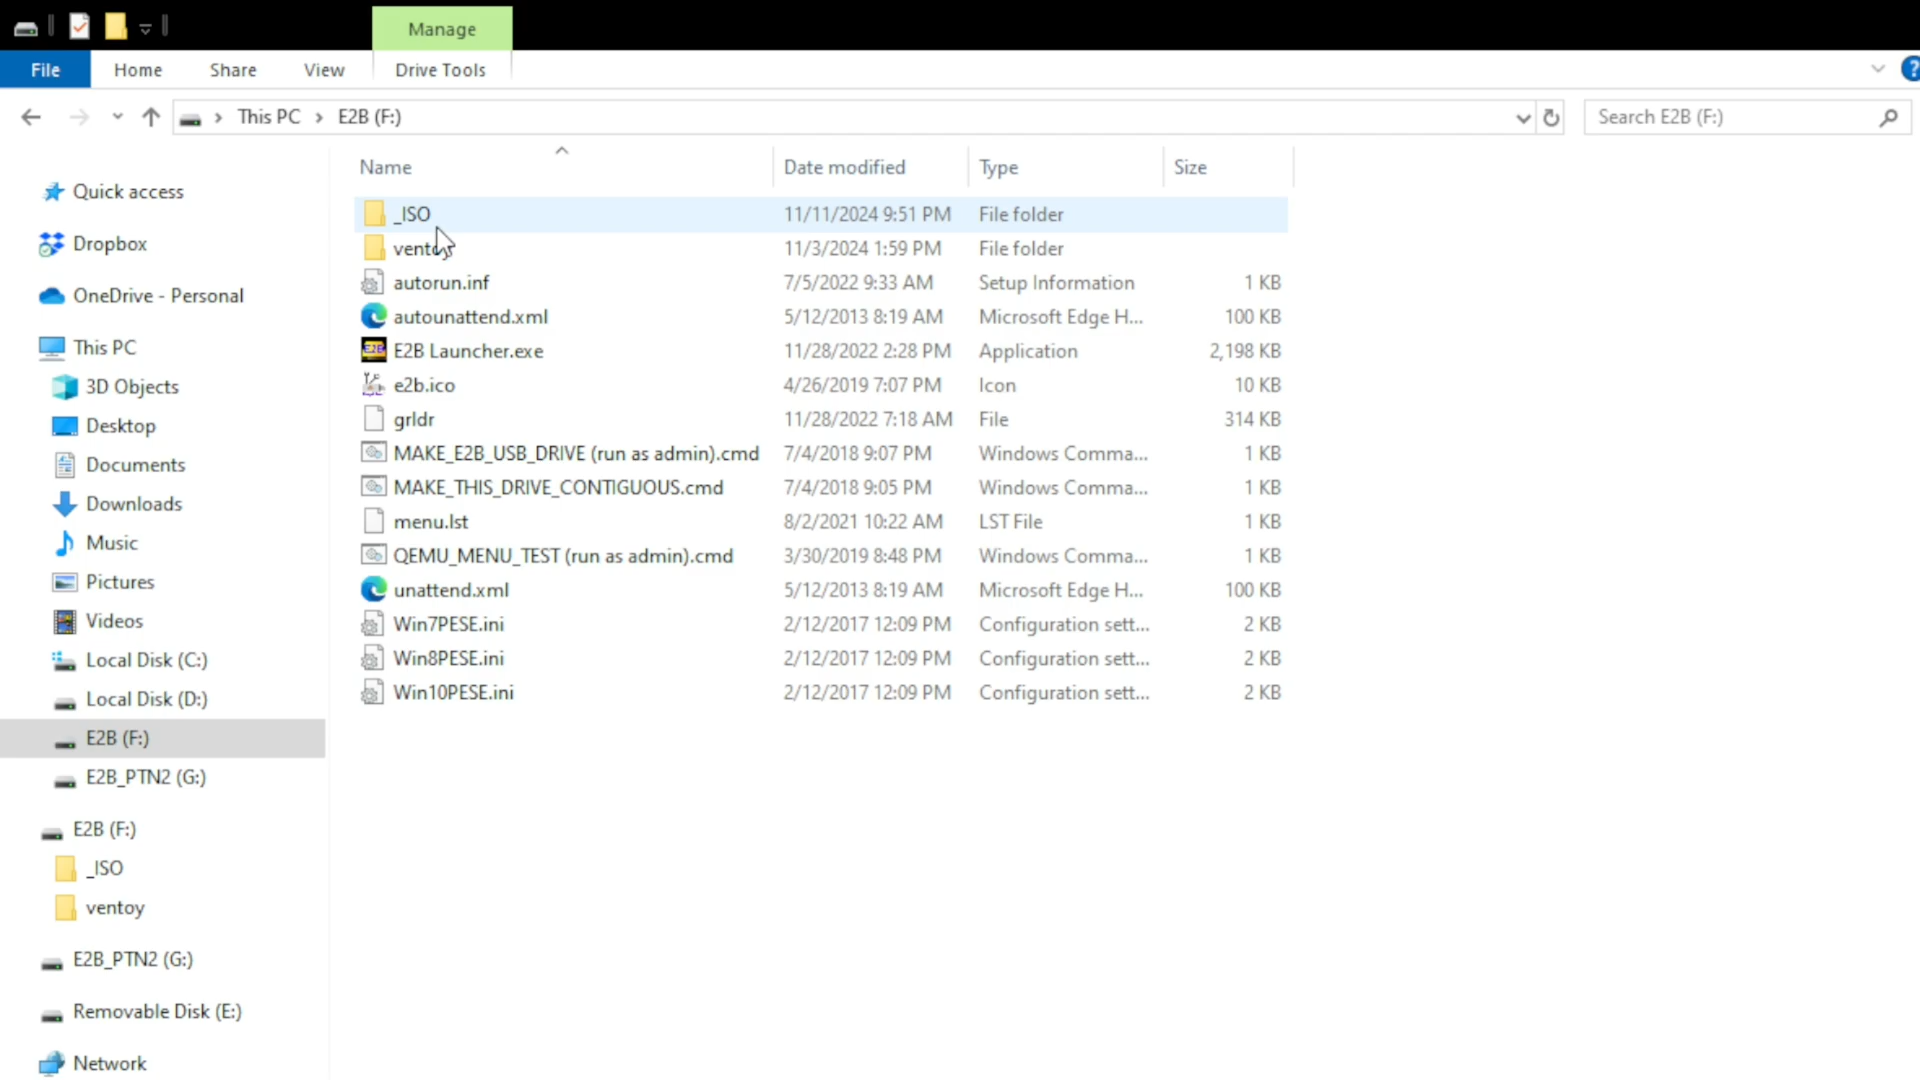 Manage
File Home Share View Drive Tools
This PC E2B (F:) Search E2B (F:)
Name Date modified Type Size
_ISO 11/11/2024 9:51 PM File folder
11/3/2024 1:59 PM File folder
autorun.inf 7/5/2022 9:33 AM Setup Information 1 KB
autounattend.xml 5/12/2013 8:19 AM Microsoft Edge H... 100 KB
E2B Launcher.exe 11/28/2022 2:28 PM Application 2,198 KB
e2b.ico 4/26/2019 7:07 PM Icon 10 KB
grldr 11/28/2022 7:18 AM File 314 KB
MAKE_E2B_USB_DRIVE (run as admin).cmd 7/4/2018 9:07 PM Windows Comma... 1 KB
MAKE_THIS_DRIVE_CONTIGUOUS.cmd 7/4/2018 9:05 PM Windows Comma... 1 KB
menu.lst 8/2/2021 10:22 AM LST File 1 KB
QEMU_MENU_TEST (run as admin).cmd 3/30/2019 8:48 PM Windows Comma... 1 KB
unattend.xml 5/12/2013 8:19 AM Microsoft Edge H... 100 KB
Win7PESE.ini 2/12/2017 12:09 PM Configuration sett... 2 KB
Win8PESE.ini 2/12/2017 12:09 PM Configuration sett... 2 KB
Win10PESE.ini 2/12/2017 12:09 PM Configuration sett... 2 KB
Quick access
Dropbox
OneDrive - Personal
This PC
3D Objects
Desktop
Documents
Downloads
Music
Pictures
Videos
Local Disk (C:)
Local Disk (D:)
E2B (F:)
E2B_PTN2 (G:)
E2B (F:)
_ISO
ventoy
E2B_PTN2 (G:)
Removable Disk (E:)
Network